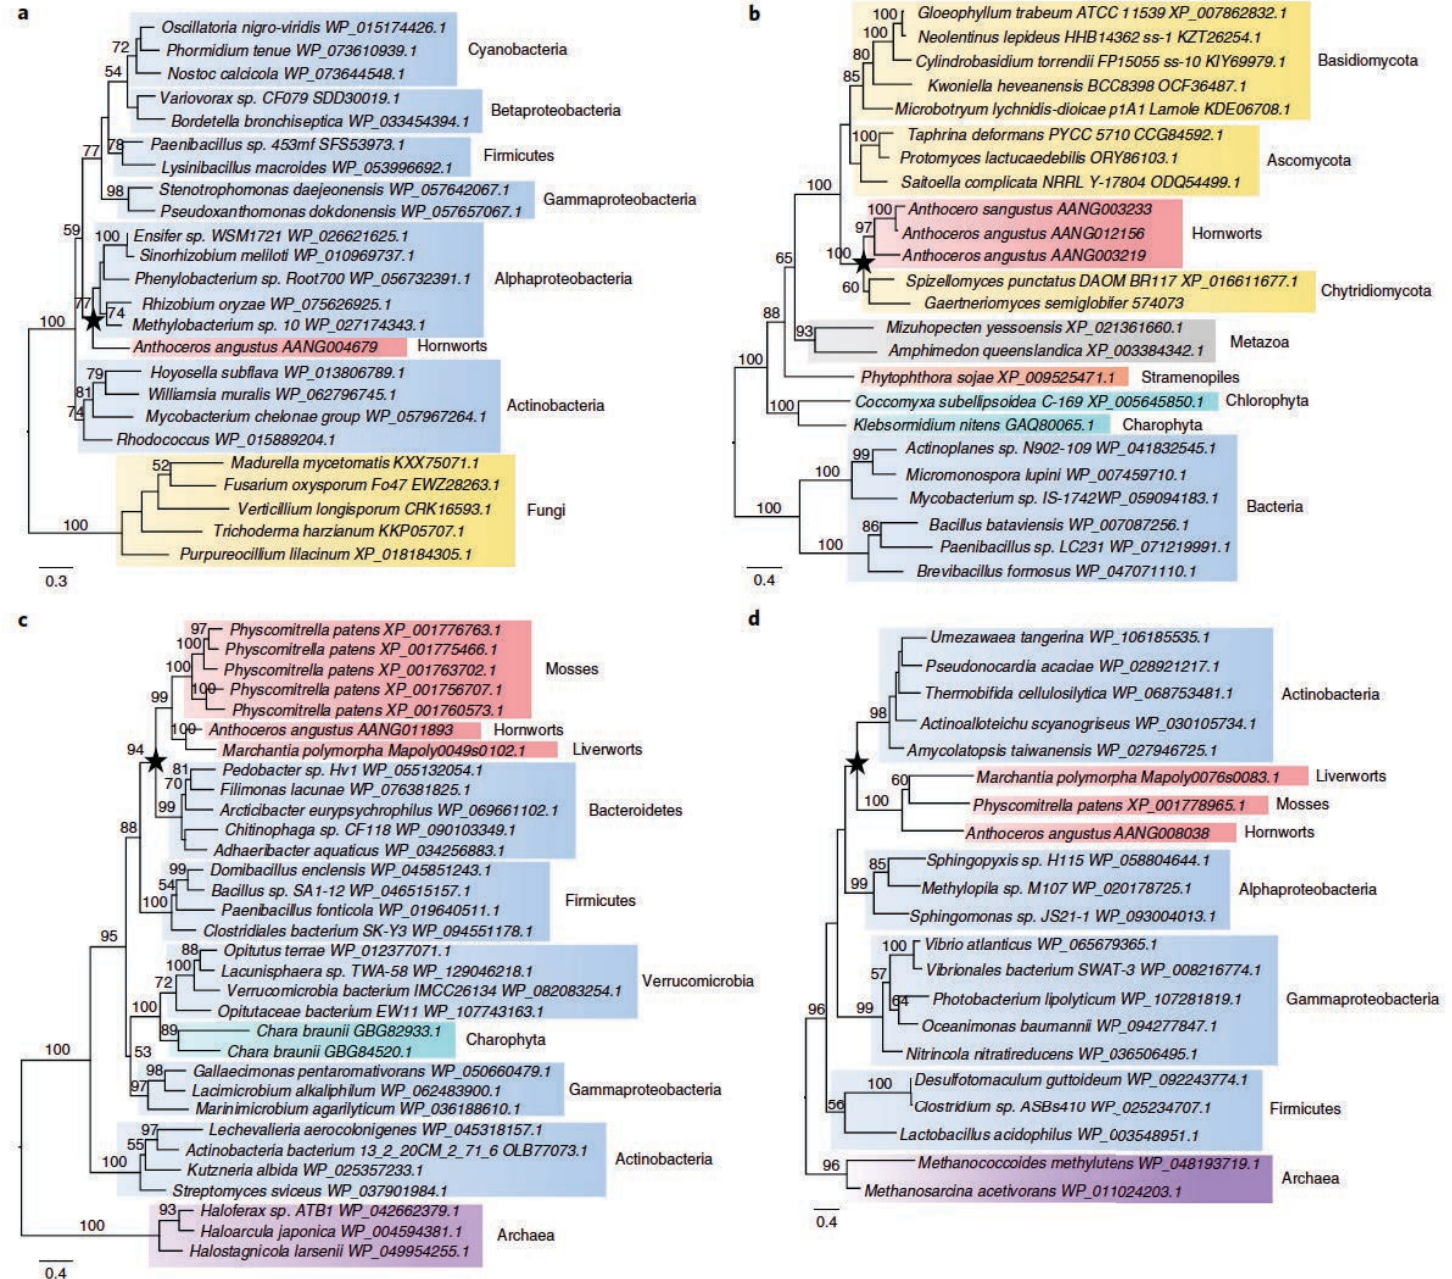 a
Oscillatoria nigro-viridis WP_015174426.1
72
Phormidium tenue WP_073610939.1
Cyanobacteria
Nostoc calcicola WP_073644548.1
54
Variovorax sp. CF079 SDD30019.1
Betaproteobacteria
Bordetella bronchiseptica WP_033454394.1
78
Paenibacillus sp. 453mf SFS53973.1
77
Firmicutes
Lysinibacillus macroides WP_053996692.1
98
Stenotrophomonas daejeonensis WP_057642067.1
Gammaproteobacteria
Pseudoxanthomonas dokdonensis WP_057657067.1
59
100
Ensifer sp. WSM1721 WP_026621625.1
Sinorhizobium meliloti WP_010969737.1
Phenylobacterium sp. Root700 WP_056732391.1
Alphaproteobacteria
77
Rhizobium oryzae WP_075626925.1
74
Methylobacterium sp. 10 WP_027174343.1
100
Anthoceros angustus AANG004679
Hornworts
79
Hoyosella subflava WP_013806789.1
81
Williamsia muralis WP_062796745.1
Actinobacteria
74
Mycobacterium chelonae group WP_057967264.1
Rhodococcus WP_015889204.1
52
Madurella mycetomatis KXX75071.1
Fusarium oxysporum Fo47 EWZ28263.1
Verticillium longisporum CRK16593.1
Fungi
100
Trichoderma harzianum KKP05707.1
Purpureocillium lilacinum XP_018184305.1
0.3
b
100
Gloeophyllum trabeum ATCC 11539 XP_007862832.1
100
Neolentinus lepideus HHB14362 ss-1 KZT26254.1
80
Cylindrobasidium torrendii FP15055 ss-10 KIY69979.1
Basidiomycota
85
Kwoniella heveanensis BCC8398 OCF36487.1
Microbotryum lychnidis-dioicae p1A1 Lamole KDE06708.1
100
Taphrina deformans PYCC 5710 CCG84592.1
Protomyces lactucaedebilis ORY86103.1
Ascomycota
100
Saitoella complicata NRRL Y-17804 ODQ54499.1
100
Anthocero sangustus AANG003233
97
Anthoceros angustus AANG012156
Hornworts
100
Anthoceros angustus AANG003219
65
60
Spizellomyces punctatus DAOM BR117 XP_016611677.1
Chytridiomycota
Gaertneriomyces semiglobifer 574073
88
93
Mizuhopecten yessoensis XP_021361660.1
Metazoa
Amphimedon queenslandica XP_003384342.1
100
Phytophthora sojae XP_009525471.1
Stramenopiles
100
Coccomyxa subellipsoidea C-169 XP_005645850.1
Chlorophyta
Klebsormidium nitens GAQ80065.1
Charophyta
99
Actinoplanes sp. N902-109 WP_041832545.1
100
Micromonospora lupini WP_007459710.1
Mycobacterium sp. IS-1742WP_059094183.1
Bacteria
100
86
Bacillus bataviensis WP_007087256.1
100
Paenibacillus sp. LC231 WP_071219991.1
Brevibacillus formosus WP_047071110.1
0.4
c
97
Physcomitrella patens XP_001776763.1
100
Physcomitrella patens XP_001775466.1
100
Physcomitrella patens XP_001763702.1
Mosses
100
Physcomitrella patens XP_001756707.1
99
Physcomitrella patens XP_001760573.1
100
Anthoceros angustus AANG011893
Hornworts
94
Marchantia polymorpha Mapoly0049s0102.1
Liverworts
81
Pedobacter sp. Hv1 WP_055132054.1
70
Filimonas lacunae WP_076381825.1
99
Arcticibacter eurypsychrophilus WP_069661102.1
Bacteroidetes
88
Chitinophaga sp. CF118 WP_090103349.1
Adhaeribacter aquaticus WP_034256883.1
99
Domibacillus enclensis WP_045851243.1
54
Bacillus sp. SA1-12 WP_046515157.1
Firmicutes
100
Paenibacillus fonticola WP_019640511.1
Clostridiales bacterium SK-Y3 WP_094551178.1
95
88
Opitutus terrae WP_012377071.1
100
Lacunisphaera sp. TWA-58 WP_129046218.1
72
Verrucomicrobia bacterium IMCC26134 WP_082083254.1
Verrucomicrobia
100
Opitutaceae bacterium EW11 WP_107743163.1
89
Chara braunii GBG82933.1
Charophyta
53
Chara braunii GBG84520.1
100
98
Gallaecimonas pentaromativorans WP_050660479.1
97
Lacimicrobium alkaliphilum WP_062483900.1
Gammaproteobacteria
Marinimicrobium agarilyticum WP_036188610.1
97
Lechevalieria aerocolonigenes WP_045318157.1
55
Actinobacteria bacterium 13_2_20CM_2_71_6 OLB77073.1
Actinobacteria
100
Kutzneria albida WP_025357233.1
Streptomyces sviceus WP_037901984.1
93
Haloferax sp. ATB1 WP_042662379.1
100
Haloarcula japonica WP_004594381.1
Archaea
Halostagnicola larsenii WP_049954255.1
0.4
d
Umezawaea tangerina WP_106185535.1
Pseudonocardia acaciae WP_028921217.1
Thermobifida cellulosilytica WP_068753481.1
Actinobacteria
98
Actinoalloteichu scyanogriseus WP_030105734.1
Amycolatopsis taiwanensis WP_027946725.1
60
Marchantia polymorpha Mapoly0076s0083.1
Liverworts
100
Physcomitrella patens XP_001778965.1
Mosses
Anthoceros angustus AANG008038
Hornworts
85
Sphingopyxis sp. H115 WP_058804644.1
99
Methylopila sp. M107 WP_020178725.1
Alphaproteobacteria
Sphingomonas sp. JS21-1 WP_093004013.1
100
Vibrio atlanticus WP_065679365.1
57
Vibrionales bacterium SWAT-3 WP_008216774.1
64
Photobacterium lipolyticum WP_107281819.1
Gammaproteobacteria
96
99
Oceanimonas baumannii WP_094277847.1
Nitrincola nitratireducens WP_036506495.1
100
Desulfotomaculum guttoideum WP_092243774.1
56
Clostridium sp. ASBs410 WP_025234707.1
Firmicutes
Lactobacillus acidophilus WP_003548951.1
96
Methanococcoides methylutens WP_048193719.1
Archaea
Methanosarcina acetivorans WP_011024203.1
0.4